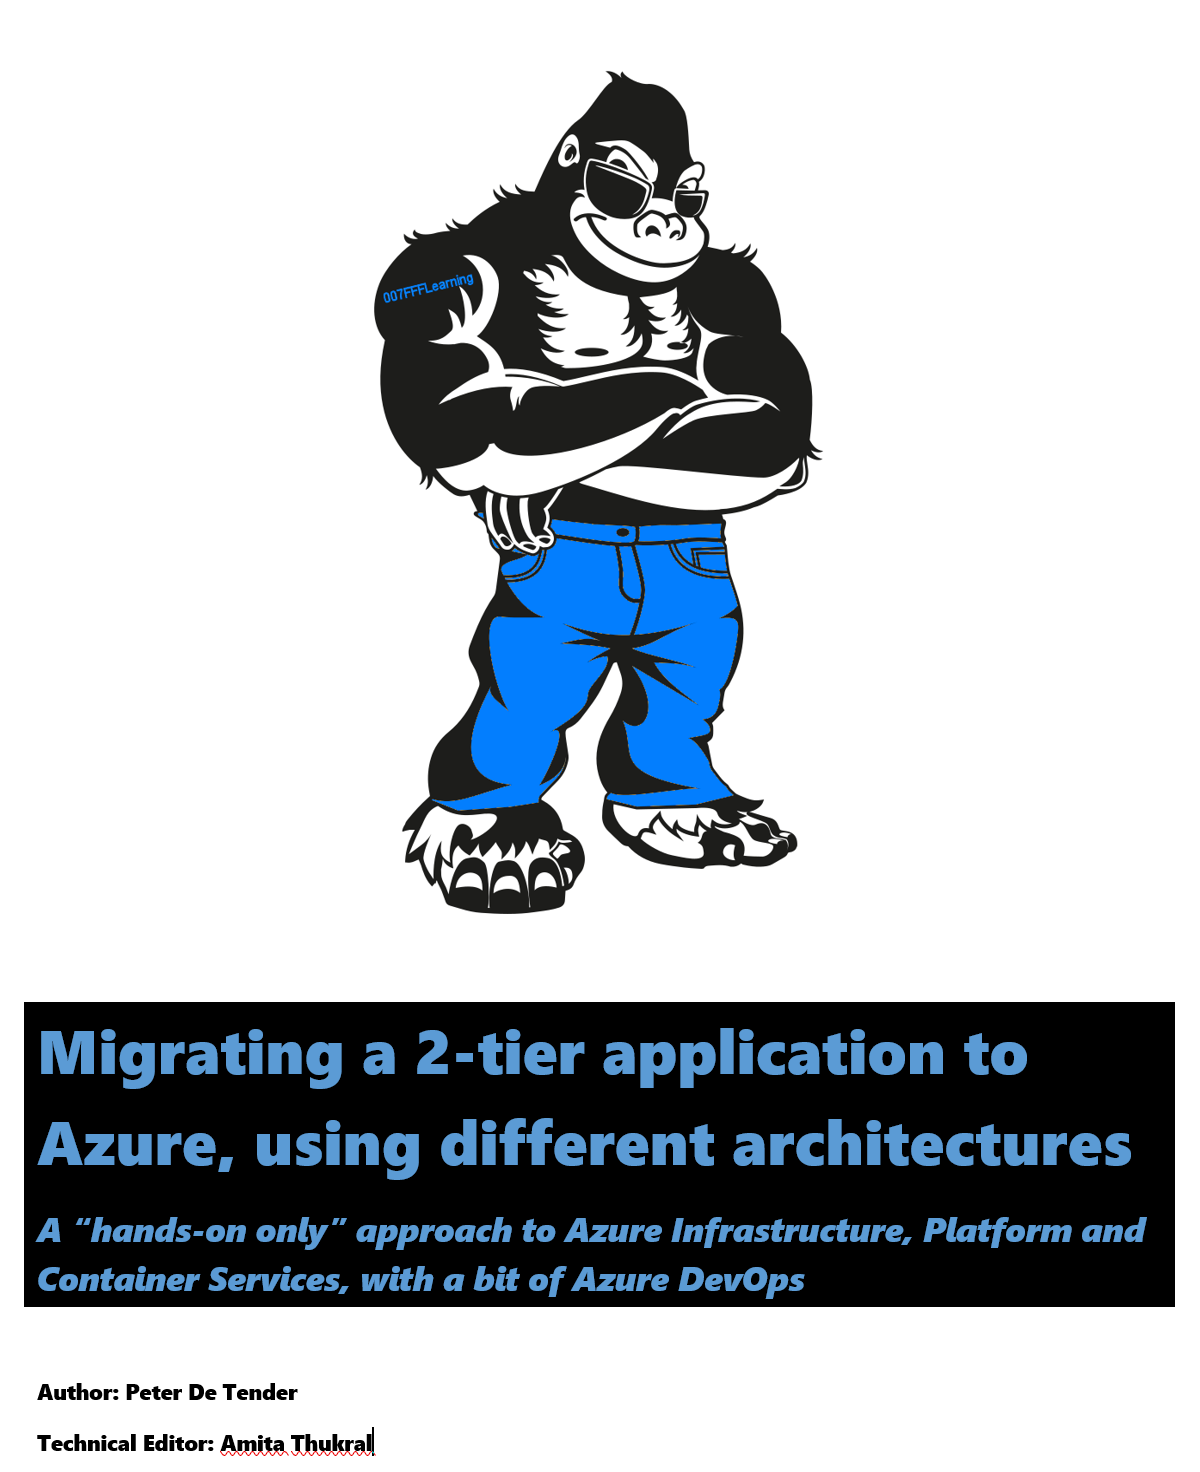 007FFFLearning
Migrating a 2-tier application to
Azure, using different architectures
A “hands-on only” approach to Azure Infrastructure, Platform and
Container Services, with a bit of Azure DevOps
Author: Peter De Tender
Technical Editor: Amita Thukral